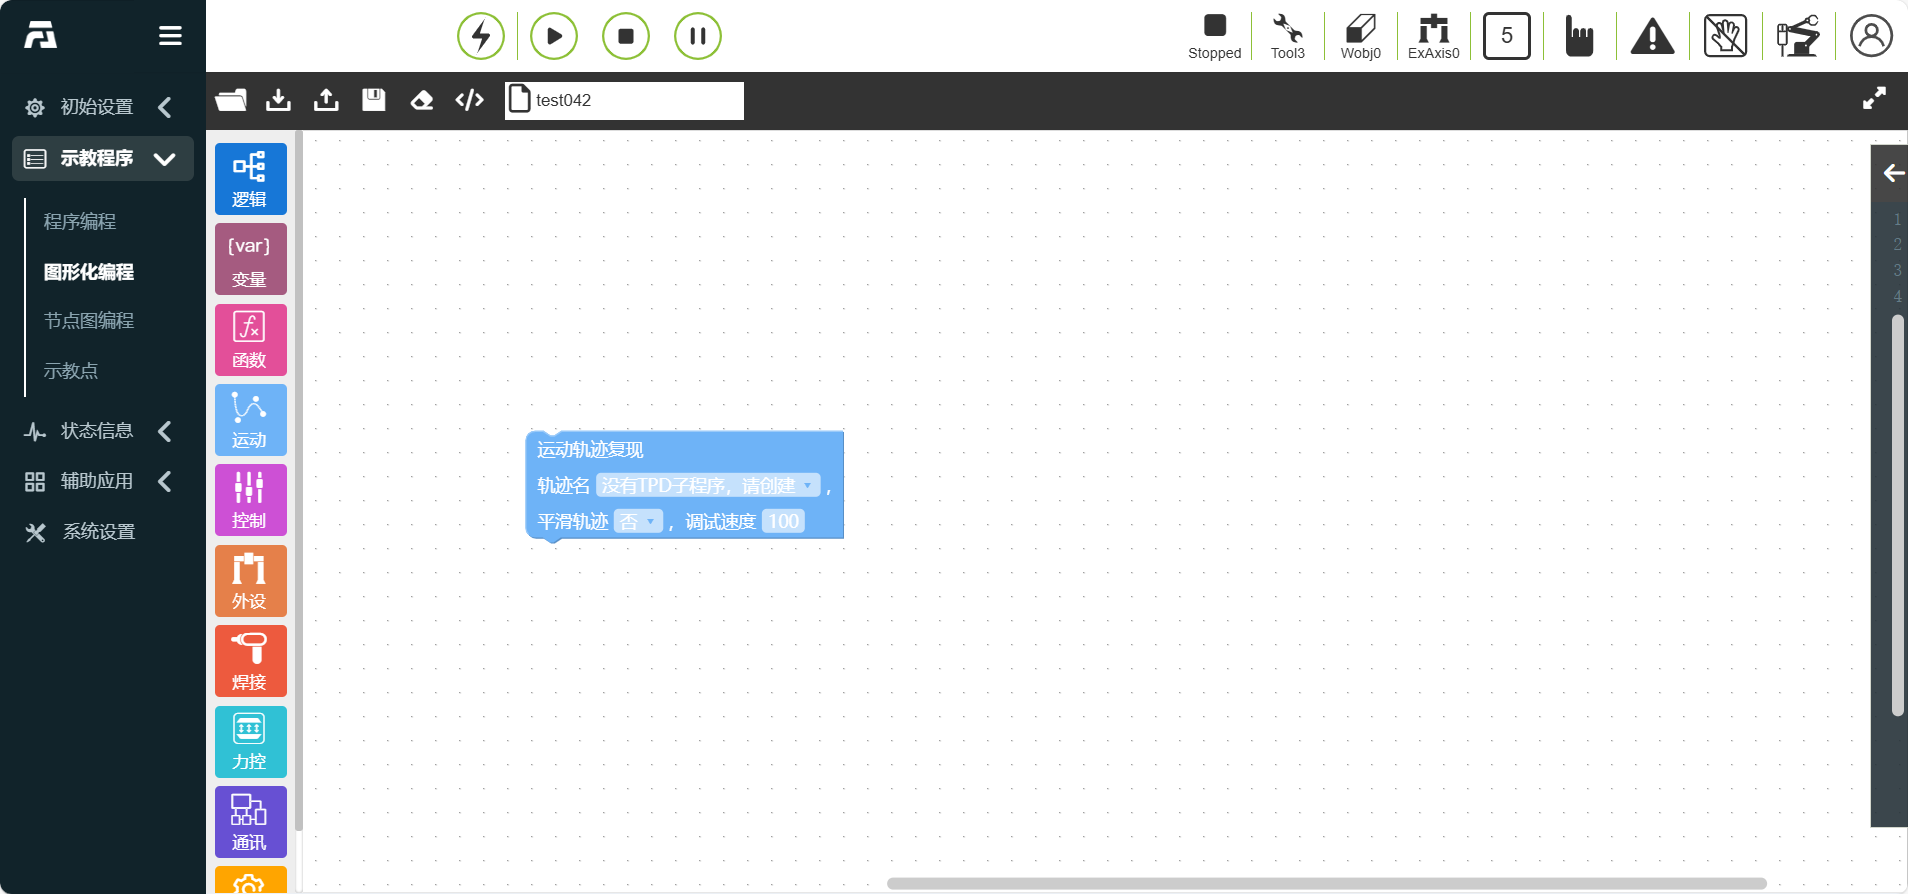 Stopped
Tool3
Wobj0
ExAxis0
5
初始设置
示教程序
程序编程
图形化编程
节点图编程
示教点
状态信息
辅助应用
系统设置
test042
逻辑
{var}
变量
fx
函数
运动
控制
外设
焊接
力控
通讯
运动轨迹复现
轨迹名 没有TPD子程序，请创建 ，
平滑轨迹 否 ，调试速度 100
1
2
3
4